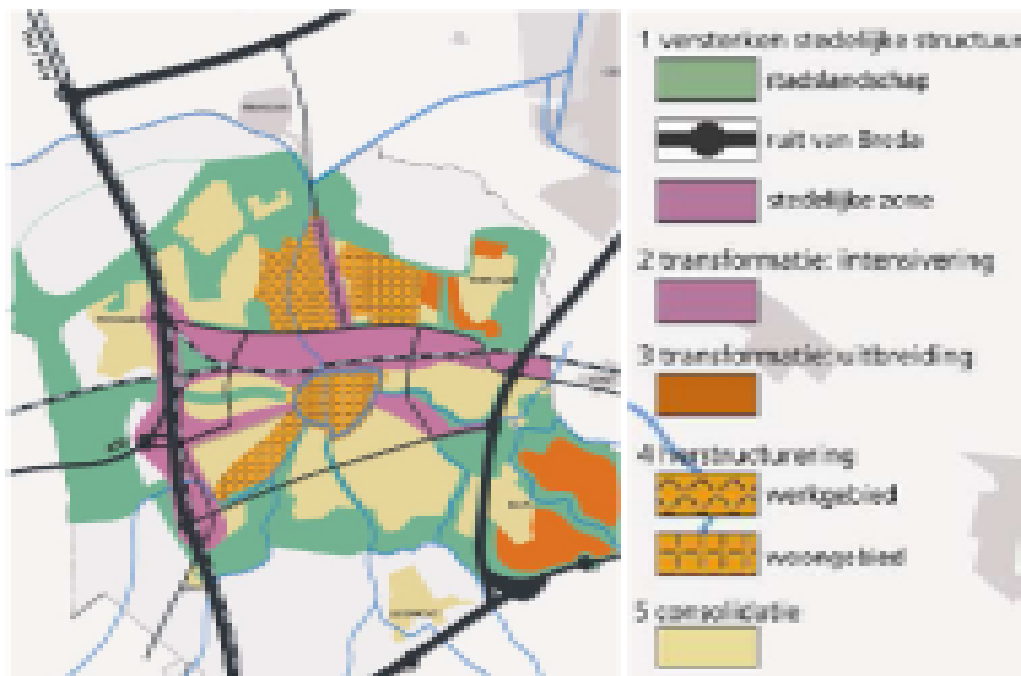 1 versterken stedelijke structuur
stadslandschap
ruit van Breda
stedelijke zone
2 transformatie: intensivering
3 transformatie: uitbreiding
4 herstructurering
werkgebied
woongebied
5 consolidatie